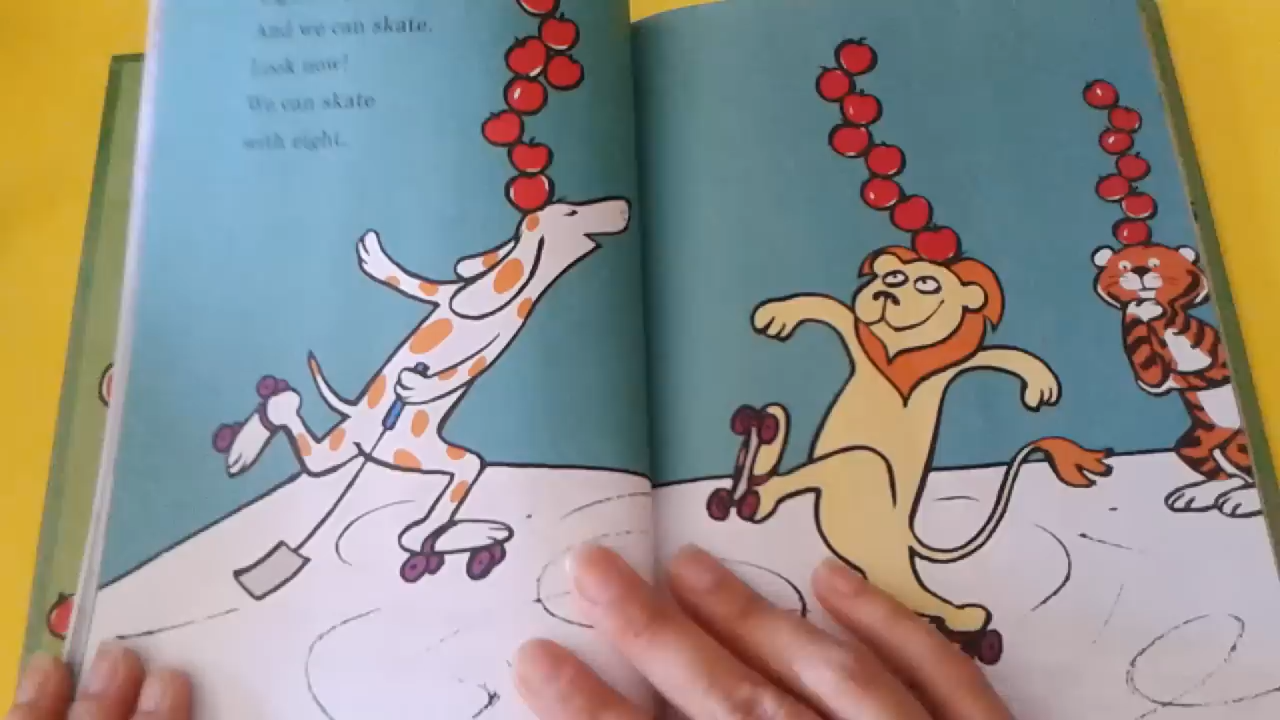 And we can skate.
Look now!
We can skate
with eight.